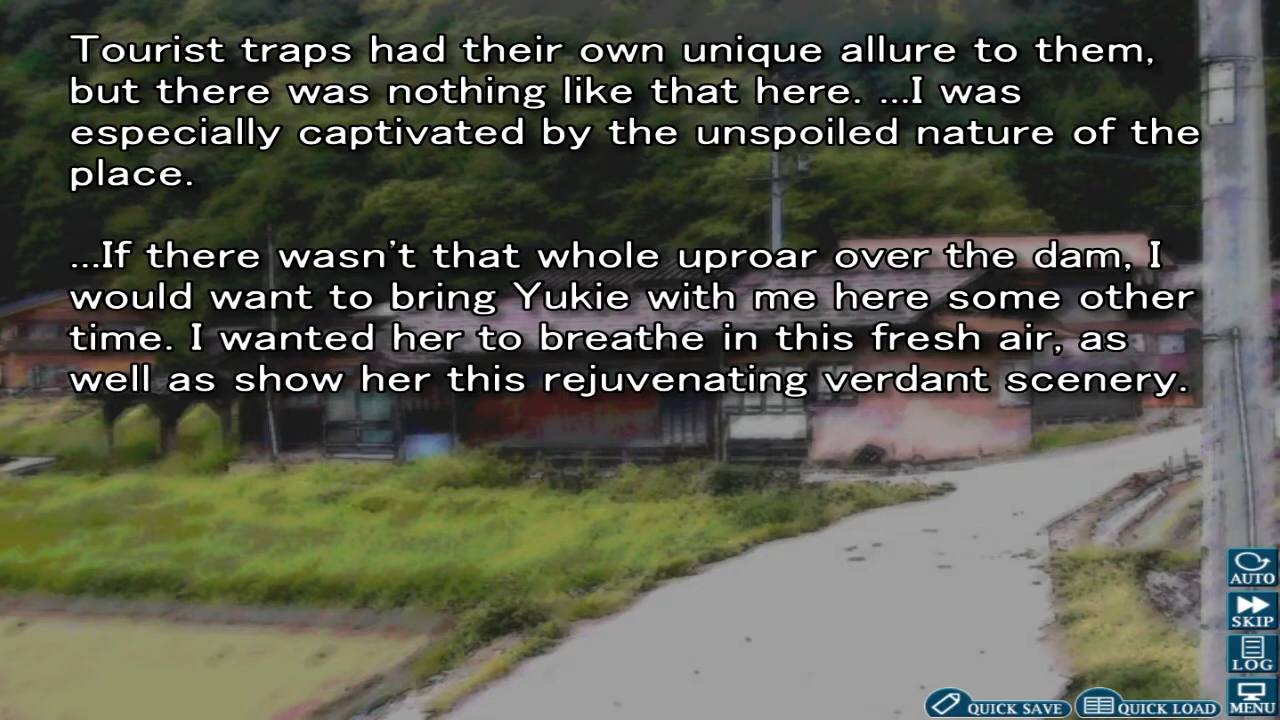 Tourist traps had their own unique allure to them,
but there was nothing like that here. ...I was
especially captivated by the unspoiled nature of the
place.
...If there wasn't that whole uproar over the dam, I
would want to bring Yukie with me here some other
time. I wanted her to breathe in this fresh air, as
well as show her this rejuvenating verdant scenery.
AUTO
SKIP
LOG
MENU
QUICK SAVE
QUICK LOAD